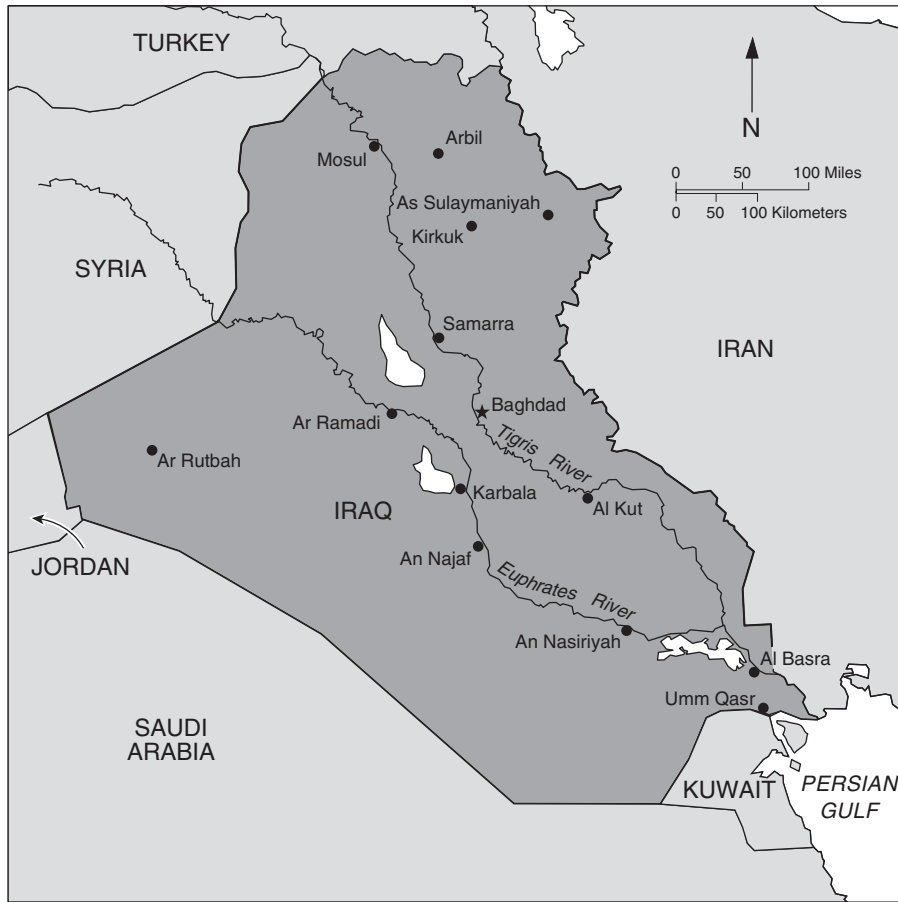 TURKEY
N
Arbil
Mosul
0 50 100 Miles
0 50 100 Kilometers
As Sulaymaniyah
Kirkuk
SYRIA
Samarra
IRAN
Baghdad
Ar Ramadi
Tigris River
Ar Rutbah
Karbala
Al Kut
IRAQ
An Najaf
JORDAN
Euphrates River
An Nasiriyah
Al Basra
Umm Qasr
SAUDI
ARABIA
KUWAIT
PERSIAN
GULF